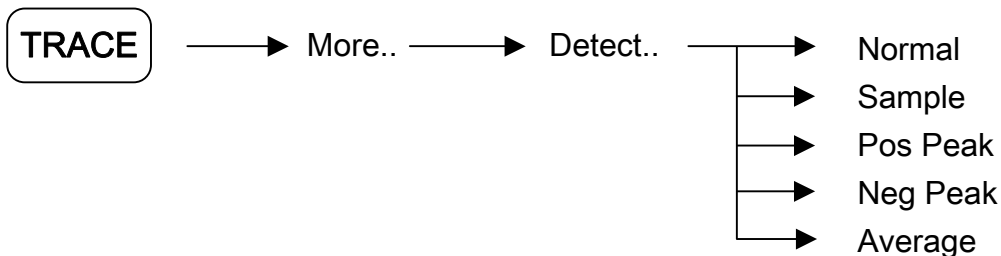 TRACE More.. Detect.. Normal
Sample
Pos Peak
Neg Peak
Average